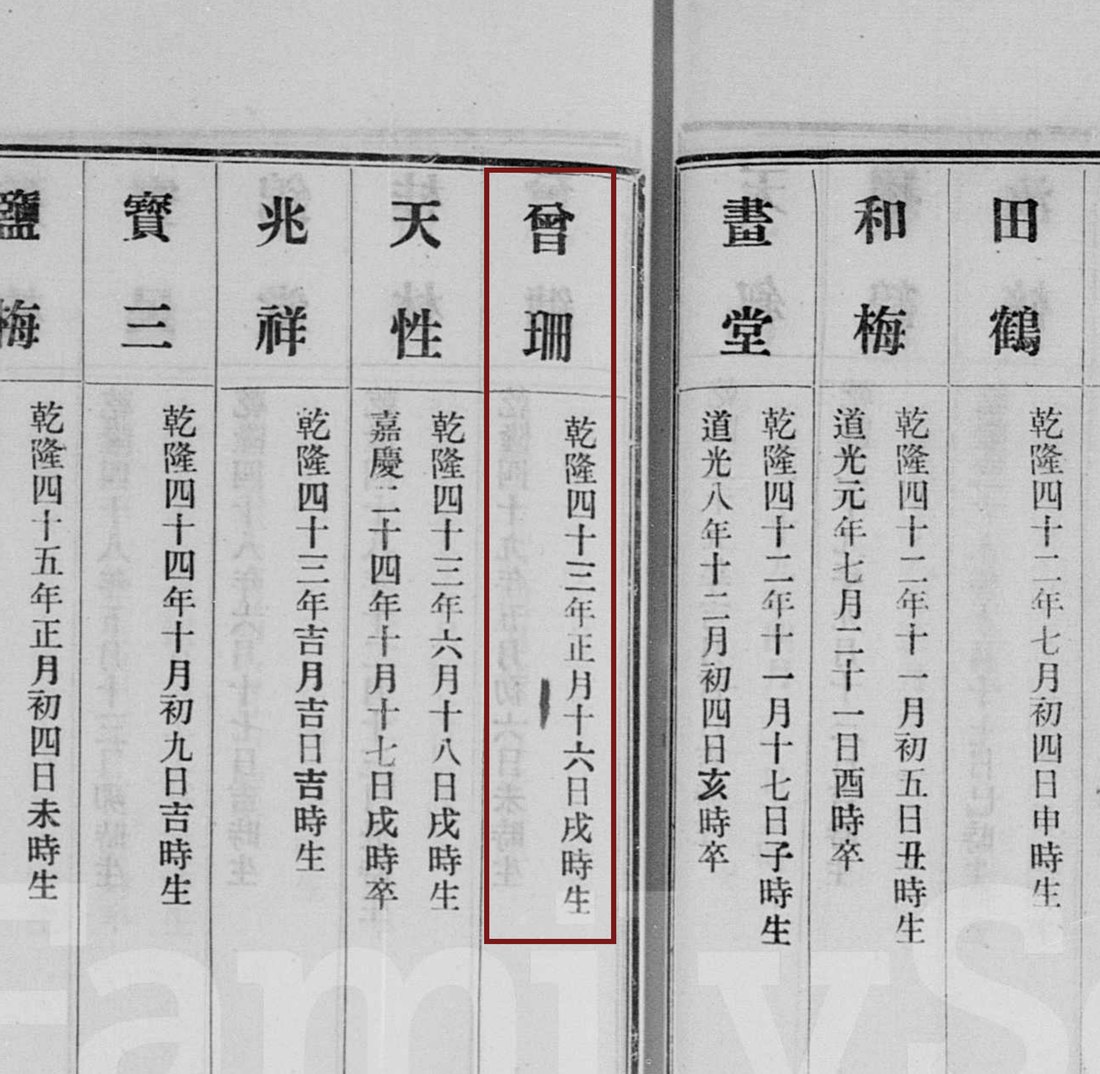 田鶴
乾隆四十二年七月初四日申時生
和梅
乾隆四十二年十一月初五日丑時生
道光元年七月二十一日酉時卒
畫堂
乾隆四十二年十一月十七日子時生
道光八年十二月初四日亥時卒
曾珊
乾隆四十三年正月十六日戌時生
天性
乾隆四十三年六月十八日戌時生
嘉慶二十四年十月十七日戌時卒
兆祥
乾隆四十三年吉月吉日吉時生
寶三
乾隆四十四年十月初九日吉時生
鹽梅
乾隆四十五年正月初四日未時生
FamilySe